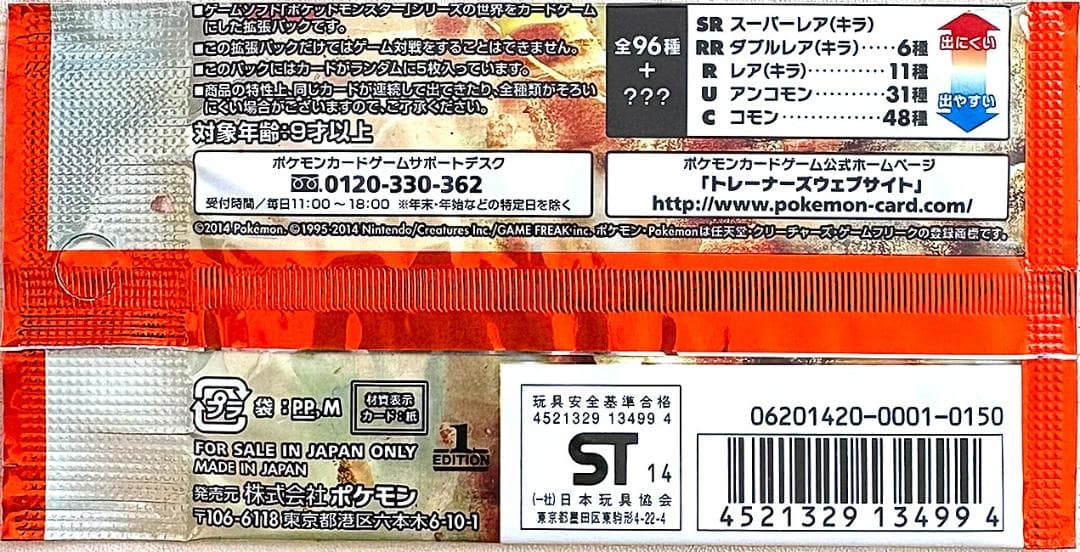 ■ゲームソフト「ポケットモンスター」シリーズの世界をカードゲーム
にした拡張パックです。
■この拡張パックだけではゲーム対戦をすることはできません。
■このパックにはカードがランダムに5枚入っています。
■商品の特性上、同じカードが連続して出てきたり、全種類がそろい
にくい場合がございますので、ご了承ください。
対象年齢:9才以上
全96種
+
???
SR スーパーレア(キラ)
RR ダブルレア(キラ)‥‥‥6種
R レア(キラ)‥‥‥‥‥11種
U アンコモン‥‥‥‥‥31種
C コモン‥‥‥‥‥‥‥48種
出にくい
出やすい
ポケモンカードゲームサポートデスク
0120-330-362
受付時間/毎日11:00~18:00 ※年末・年始などの特定日を除く
ポケモンカードゲーム公式ホームページ
「トレーナーズウェブサイト」
http://www.pokemon-card.com/
©2014 Pokémon. ©1995-2014 Nintendo/Creatures Inc./GAME FREAK inc. ポケモン・Pokémonは任天堂・クリーチャーズ・ゲームフリークの登録商標です。
プラ 袋:PP,M
材質表示
カード:紙
FOR SALE IN JAPAN ONLY
MADE IN JAPAN
1
EDITION
発売元 株式会社ポケモン
〒106-6118 東京都港区六本木6-10-1
玩具安全基準合格
4521329 13499 4
ST 14
(一社)日本玩具協会
東京都墨田区東駒形4-22-4
06201420-0001-0150
4521329 134994